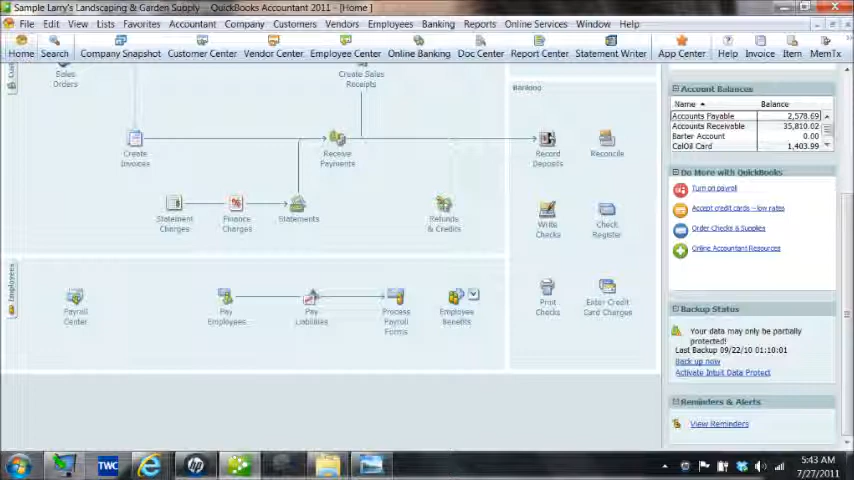 Sample Larry's Landscaping & Garden Supply - QuickBooks Accountant 2011 - [Home ]
File Edit View Lists Favorites Accountant Company Customers Vendors Employees Banking Reports Online Services Window Help
Home Search Company Snapshot Customer Center Vendor Center Employee Center Online Banking Doc Center Report Center Statement Writer App Center Help Invoice Item MemTx
Sales
Orders
Create Sales
Receipts
Create
Invoices
Receive
Payments
Statement
Charges
Finance
Charges
Statements
Refunds
& Credits
Employees
Payroll
Center
Pay
Employees
Pay
Liabilities
Process
Payroll
Forms
Employee
Benefits
Banking
Record
Deposits
Reconcile
Write
Checks
Check
Register
Print
Checks
Enter Credit
Card Charges
Account Balances
Name Balance
Accounts Payable 2,578.69
Accounts Receivable 35,810.02
Barter Account 0.00
CalOil Card 1,403.99
Do More with QuickBooks
Turn on payroll
Accept credit cards – low rates
Order Checks & Supplies
Online Accountant Resources
Backup Status
Your data may only be partially
protected!
Last Backup 09/22/10 01:10:01
Back up now
Activate Intuit Data Protect
Reminders & Alerts
View Reminders
TWC
hp
5:43 AM
7/27/2011